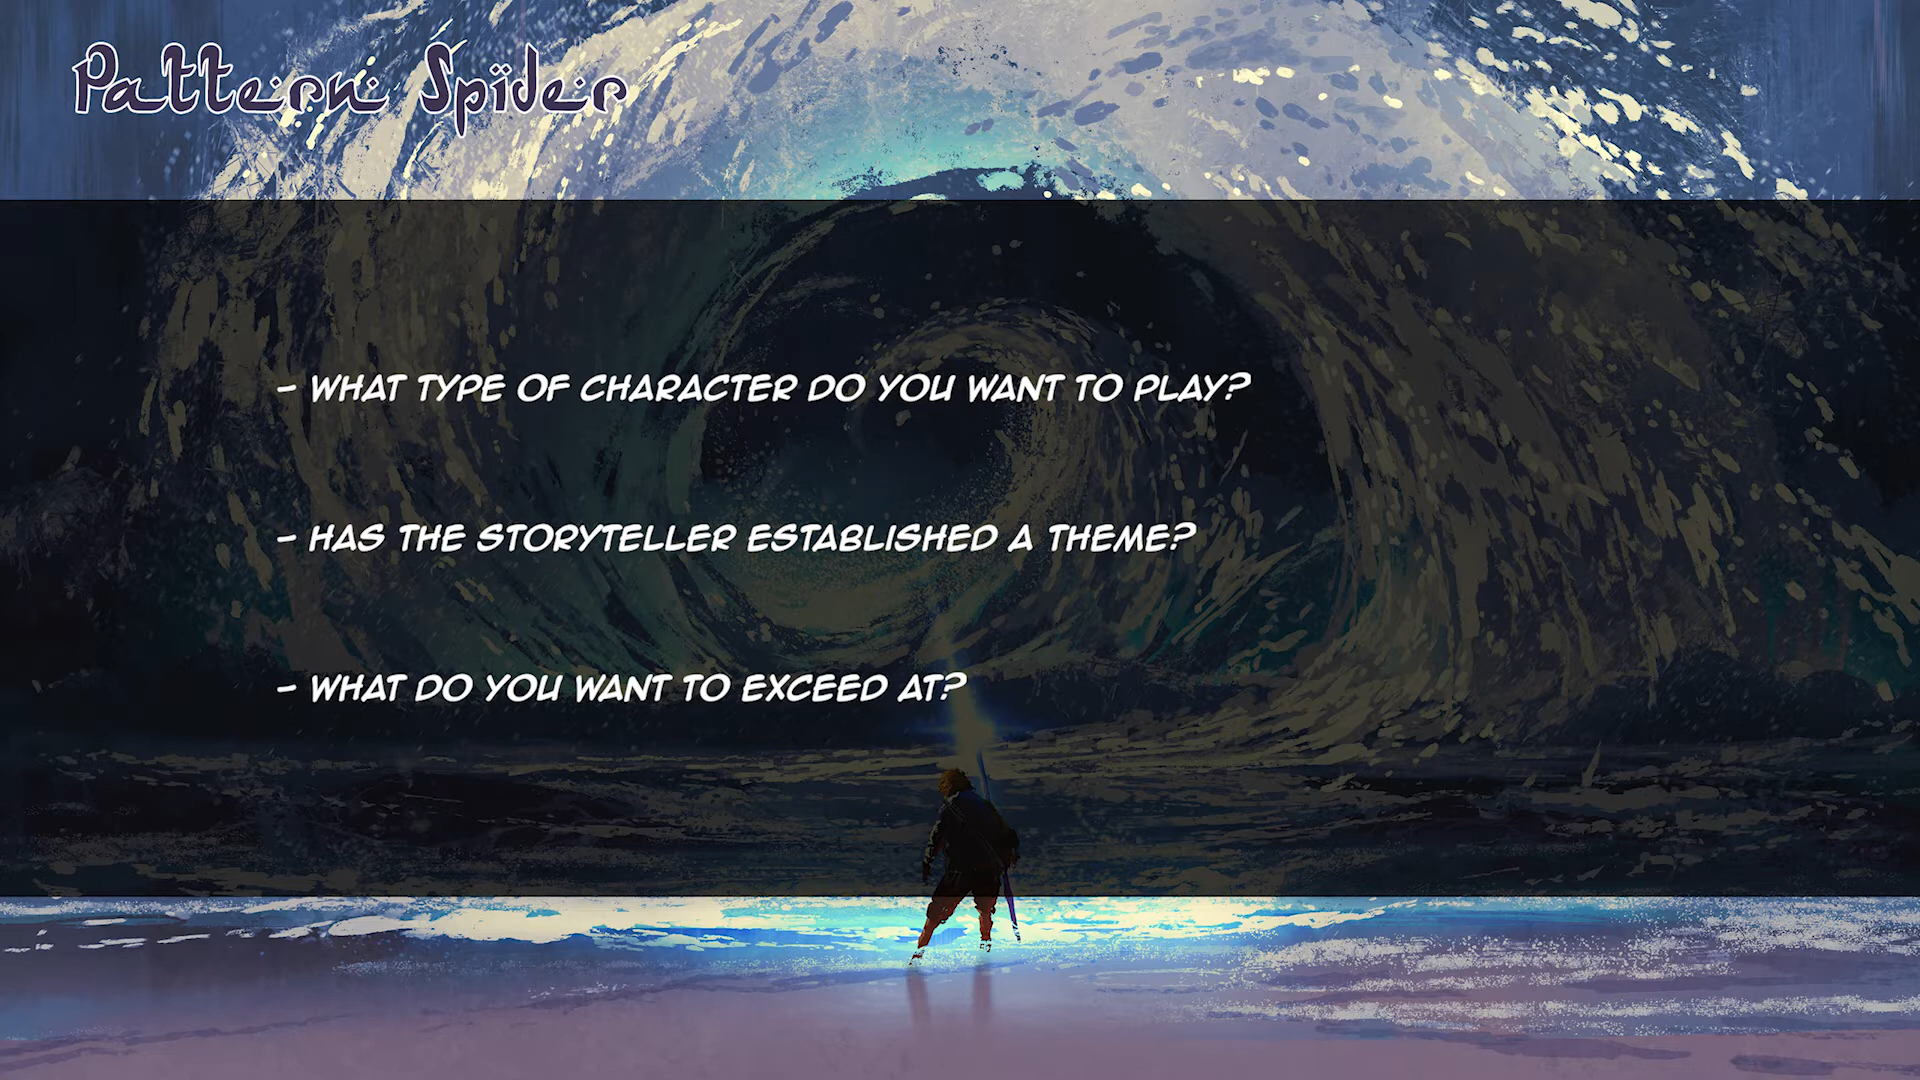 Pattern Spïder
- WHAT TYPE OF CHARACTER DO YOU WANT TO PLAY?
- HAS THE STORYTELLER ESTABLISHED A THEME?
- WHAT DO YOU WANT TO EXCEED AT?